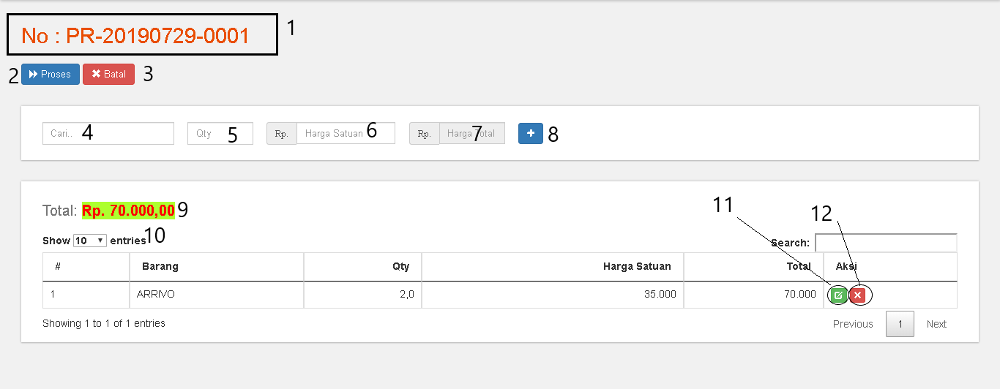 No : PR-20190729-0001 1
2 Proses Batal 3
Cari.. 4 Qty 5 Rp. Harga Satuan 6 Rp. Harga Total 7 8
Total: Rp. 70.000,00 9 11 12
Show 10 entries 10 Search:
# Barang Qty Harga Satuan Total Aksi
1 ARRIVO 2,0 35.000 70.000
Showing 1 to 1 of 1 entries Previous 1 Next